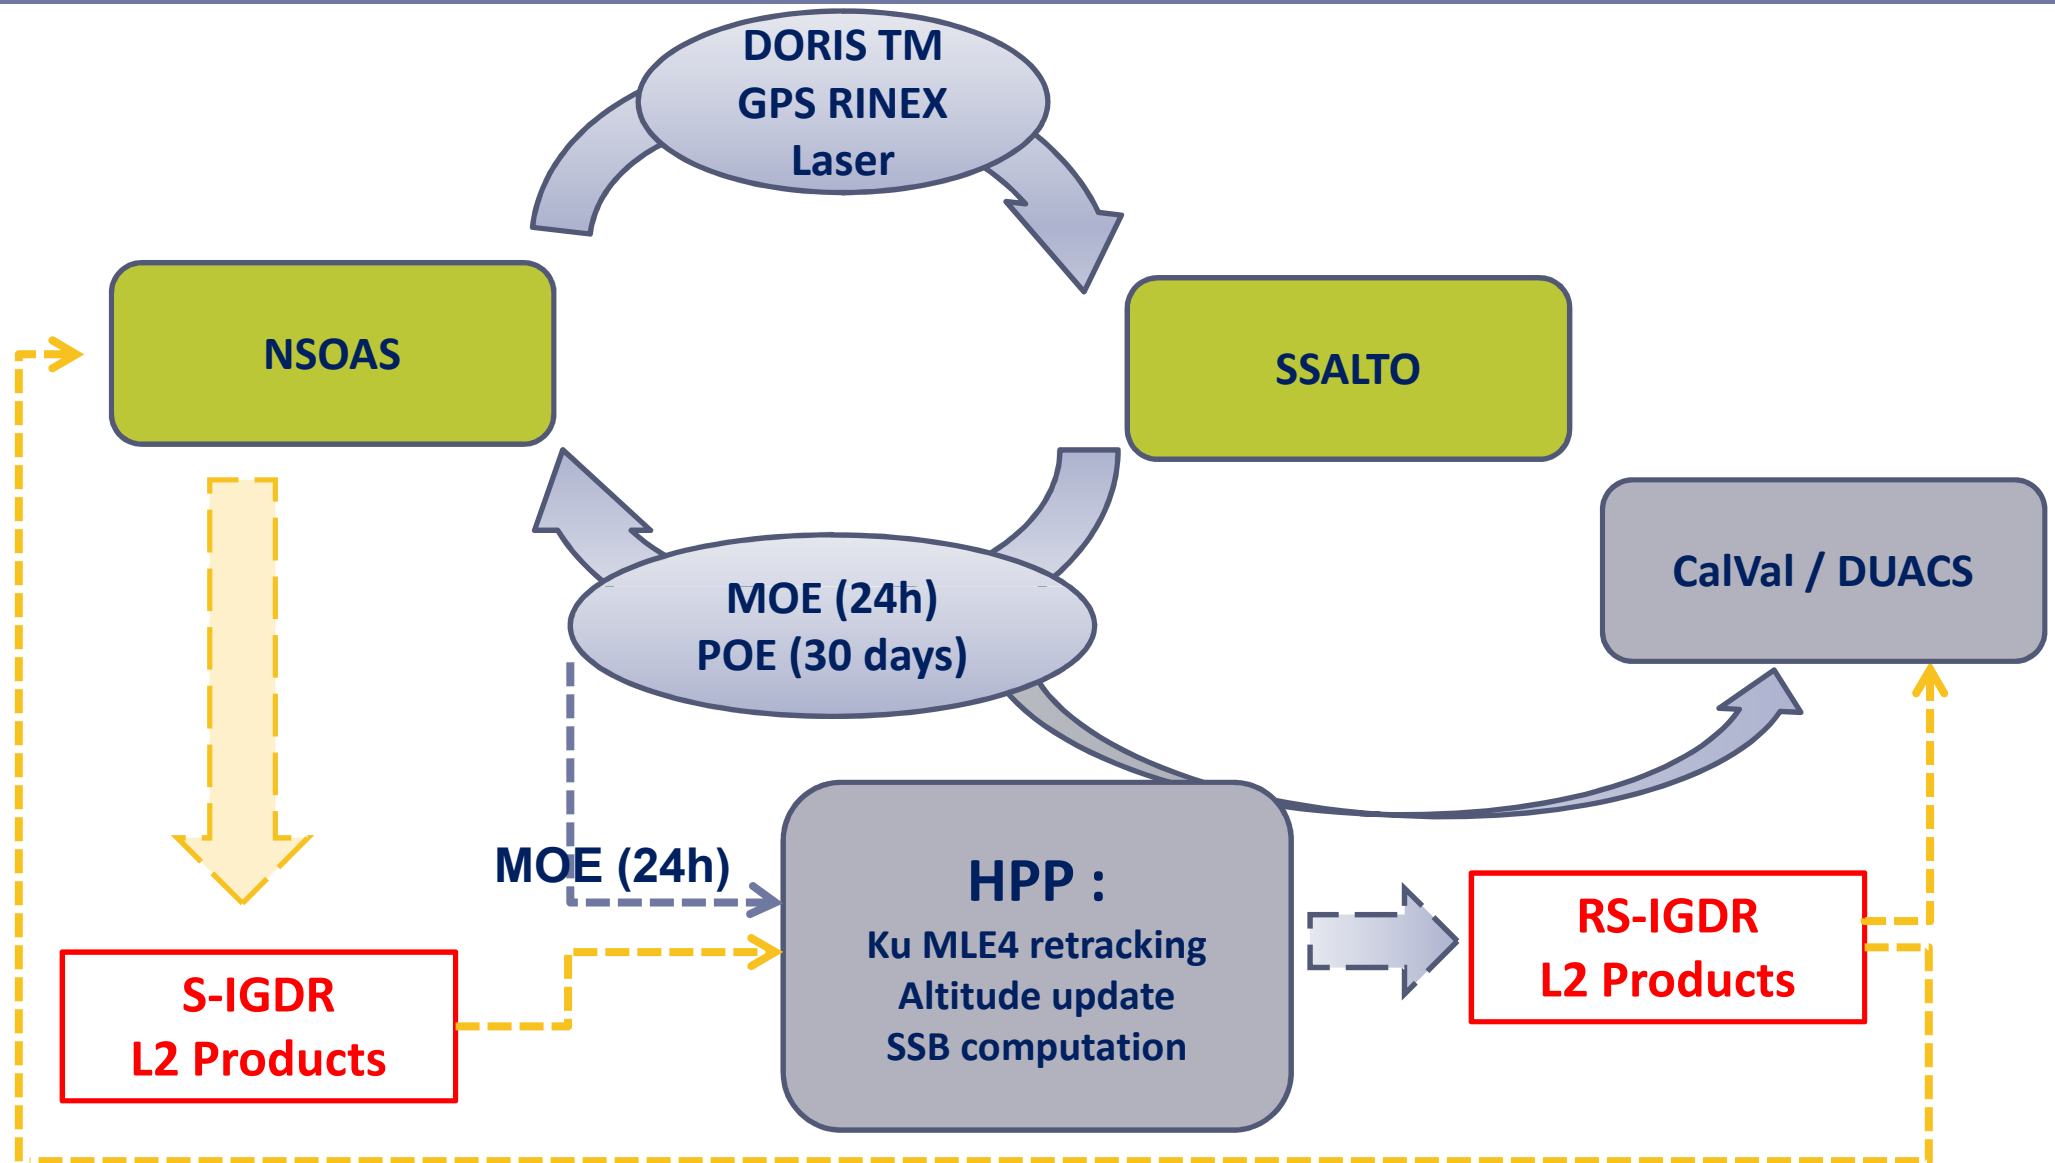 DORIS TM
GPS RINEX
Laser
NSOAS
SSALTO
MOE (24h)
POE (30 days)
CalVal / DUACS
MOE (24h)
HPP :
Ku MLE4 retracking
Altitude update
SSB computation
RS-IGDR
L2 Products
S-IGDR
L2 Products